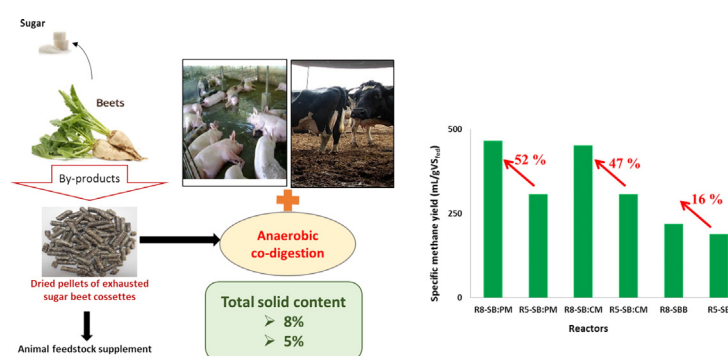 Sugar
Beets
By-products
Dried pellets of exhausted
sugar beet cossettes
Animal feedstock supplement
Anaerobic
co-digestion
Total solid content
➢ 8%
➢ 5%
Specific methane yield (mL/gVSfed)
500
250
0
52 %
47 %
16 %
R8-SB:PM R5-SB:PM R8-SB:CM R5-SB:CM R8-SBB R5-SB
Reactors